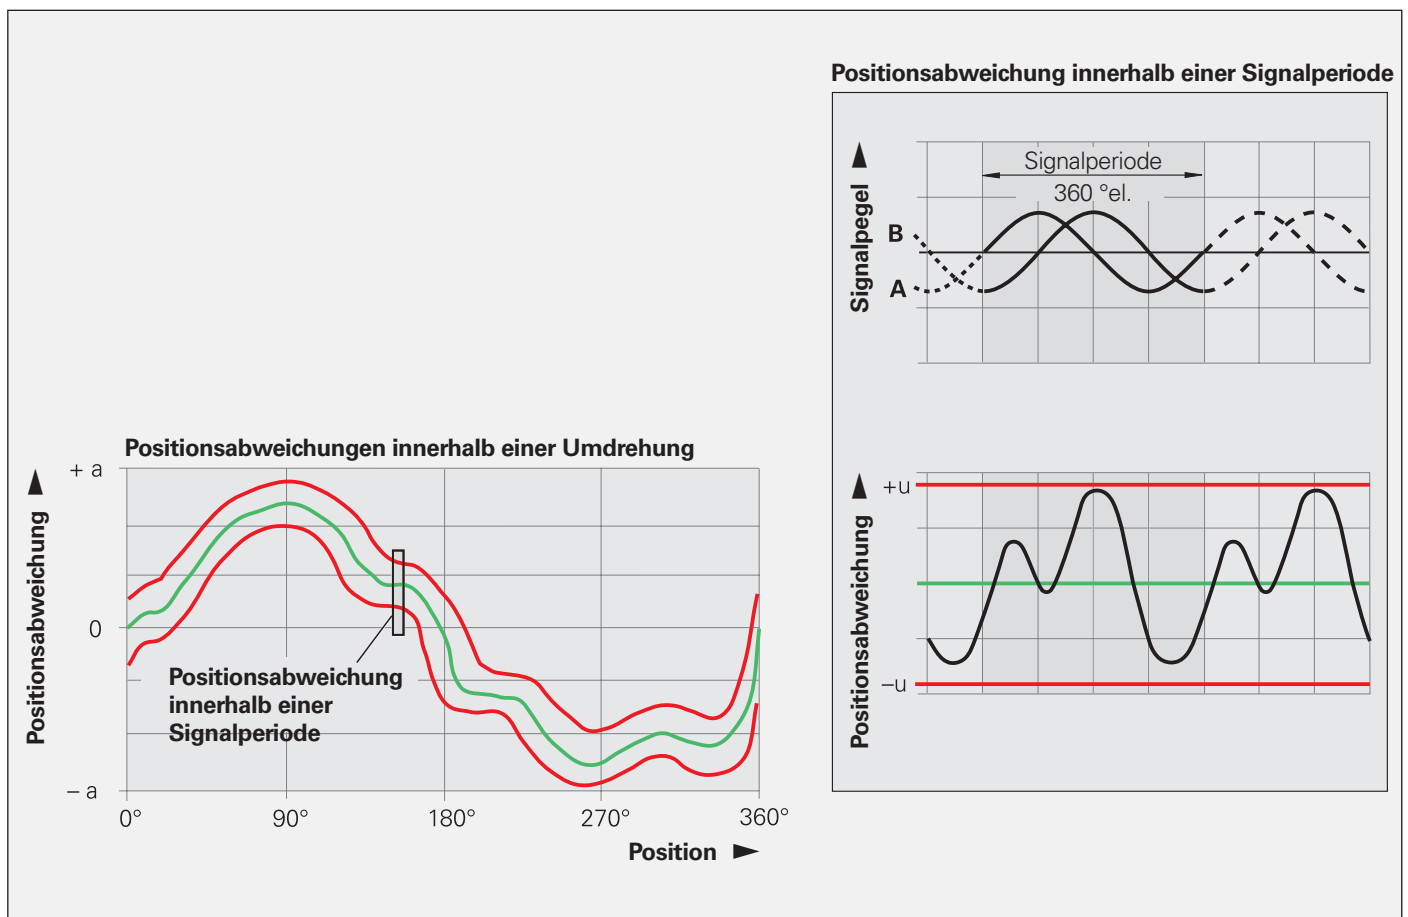 Positionsabweichung innerhalb einer Signalperiode
Signalpegel
Signalperiode
360 °el.
B
A
Positionsabweichungen innerhalb einer Umdrehung
Positionsabweichung
+ a
0
– a
Positionsabweichung
innerhalb einer
Signalperiode
0°
90°
180°
270°
360°
Position
Positionsabweichung
+u
–u